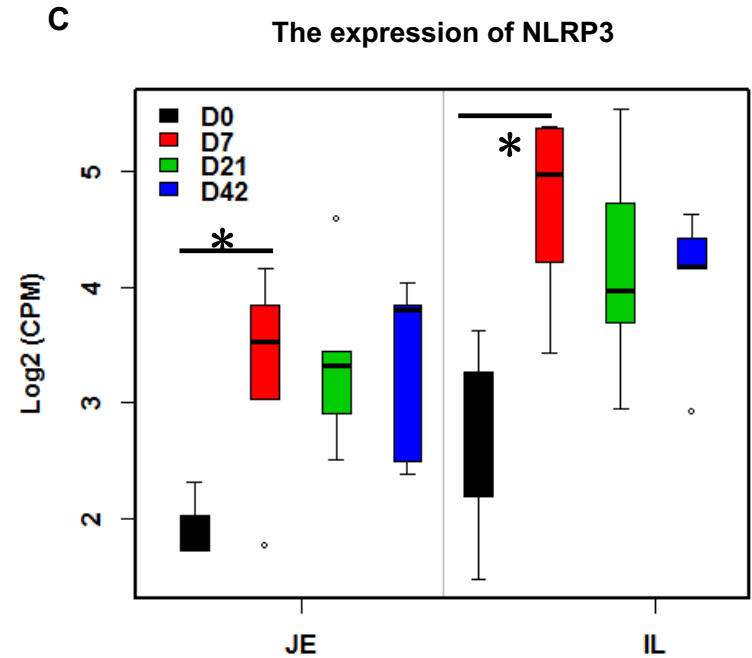 C
The expression of NLRP3
D0
D7
D21
D42
*
*
5
4
3
2
Log2 (CPM)
JE
IL